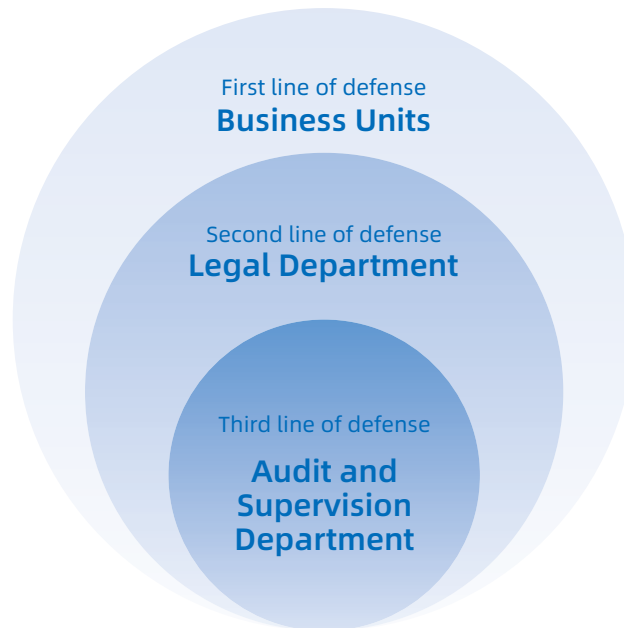 First line of defense
Business Units
Second line of defense
Legal Department
Third line of defense
Audit and
Supervision
Department